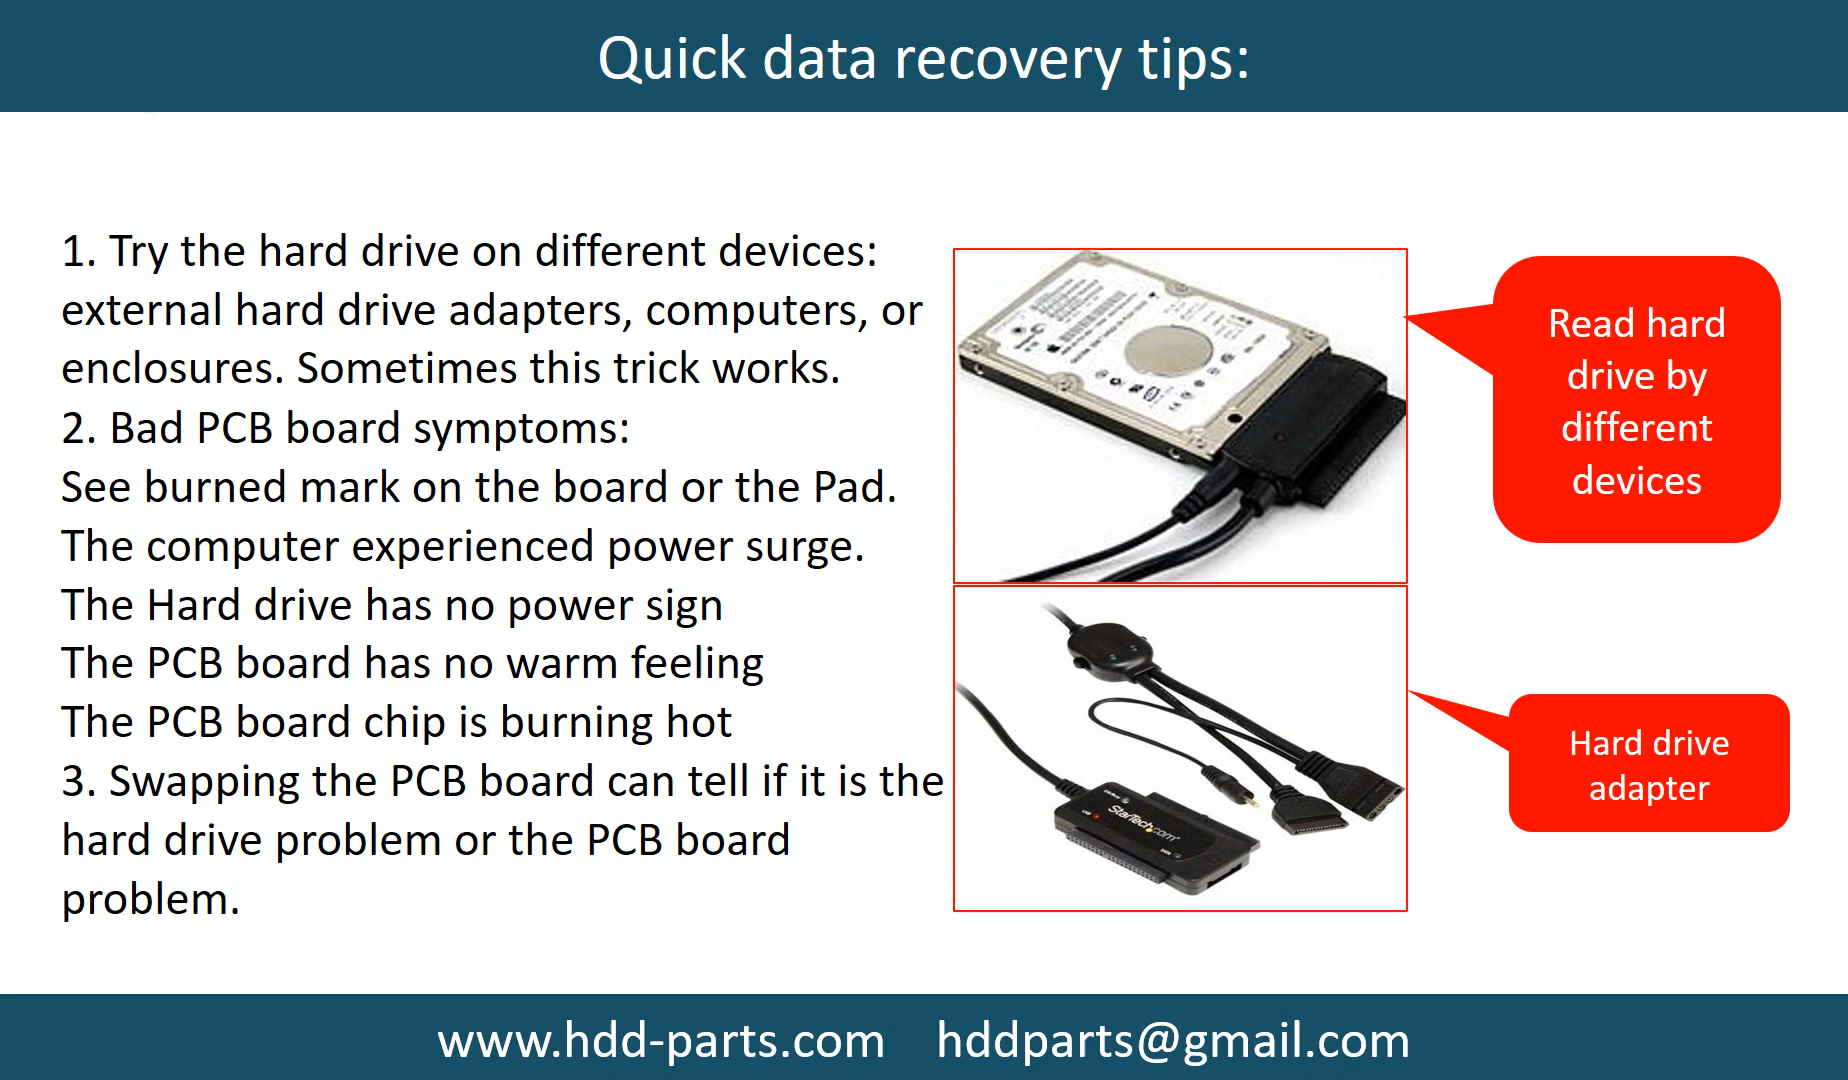 Quick data recovery tips:
1. Try the hard drive on different devices:
external hard drive adapters, computers, or
enclosures. Sometimes this trick works.
2. Bad PCB board symptoms:
See burned mark on the board or the Pad.
The computer experienced power surge.
The Hard drive has no power sign
The PCB board has no warm feeling
The PCB board chip is burning hot
3. Swapping the PCB board can tell if it is the
hard drive problem or the PCB board
problem.
Read hard
drive by
different
devices
StarTech.com
Hard drive
adapter
www.hdd-parts.com hddparts@gmail.com